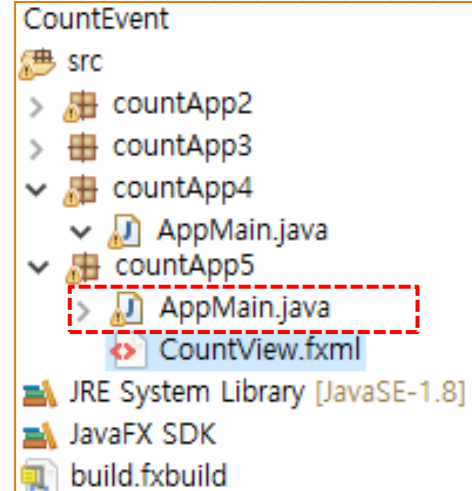 CountEvent
src
countApp2
countApp3
countApp4
AppMain.java
countApp5
AppMain.java
CountView.fxml
JRE System Library [JavaSE-1.8]
JavaFX SDK
build.fxbuild